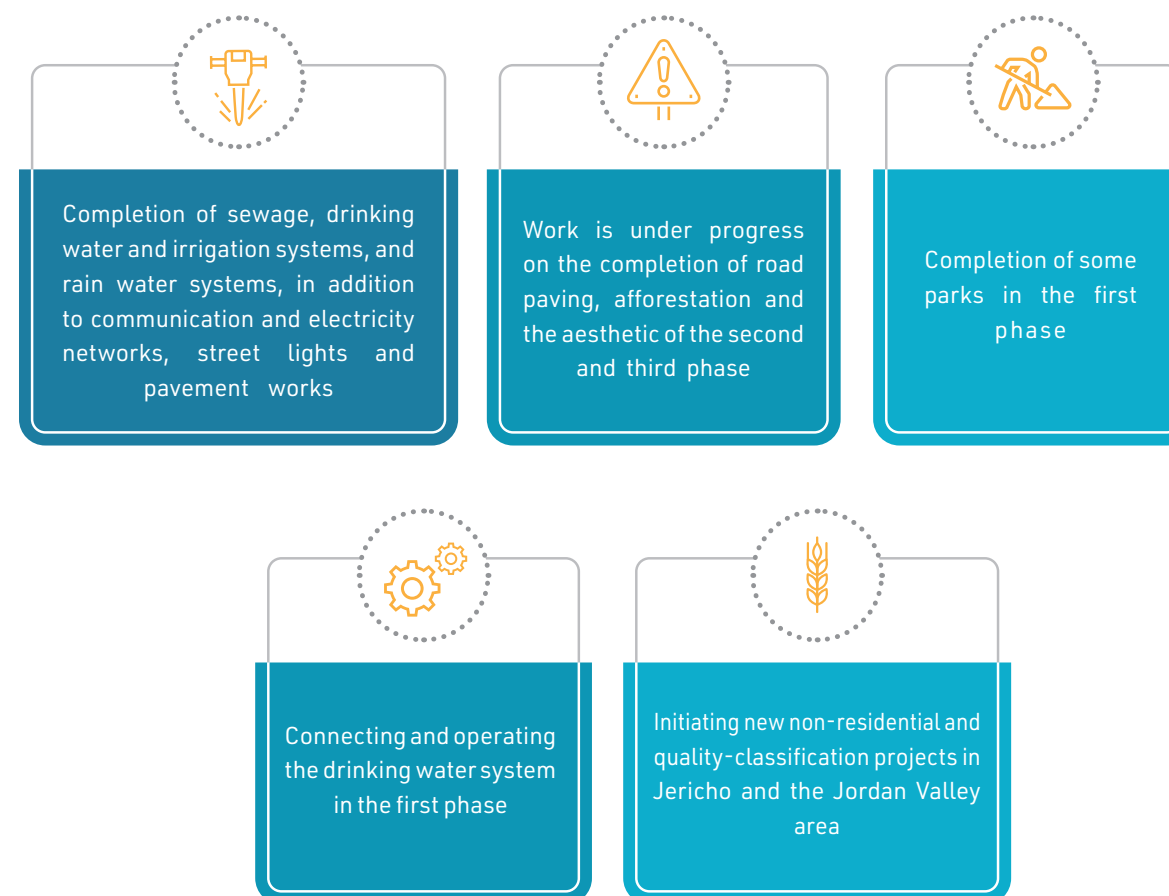 Completion of sewage, drinking
water and irrigation systems, and
rain water systems, in addition
to communication and electricity
networks, street lights and
pavement works
Work is under progress
on the completion of road
paving, afforestation and
the aesthetic of the second
and third phase
Completion of some
parks in the first
phase
Connecting and operating
the drinking water system
in the first phase
Initiating new non-residential and
quality-classification projects in
Jericho and the Jordan Valley
area